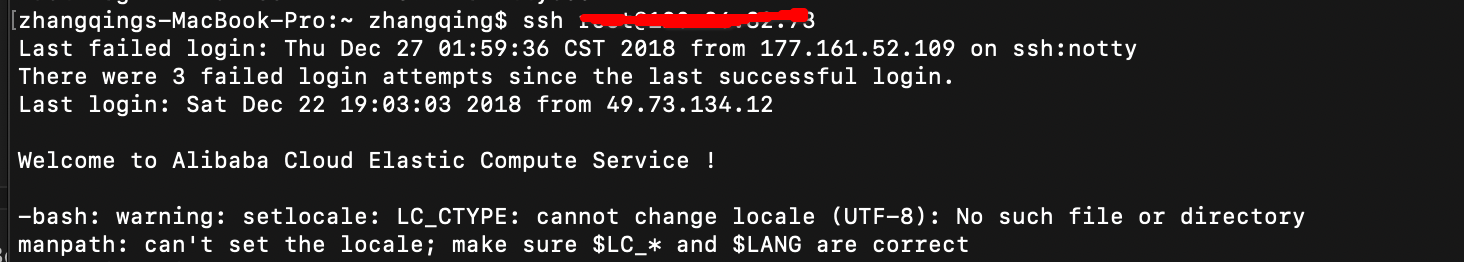 [zhangqings-MacBook-Pro:~ zhangqing$ ssh
Last failed login: Thu Dec 27 01:59:36 CST 2018 from 177.161.52.109 on ssh:notty
There were 3 failed login attempts since the last successful login.
Last login: Sat Dec 22 19:03:03 2018 from 49.73.134.12
Welcome to Alibaba Cloud Elastic Compute Service !
-bash: warning: setlocale: LC_CTYPE: cannot change locale (UTF-8): No such file or directory
manpath: can't set the locale; make sure $LC_* and $LANG are correct